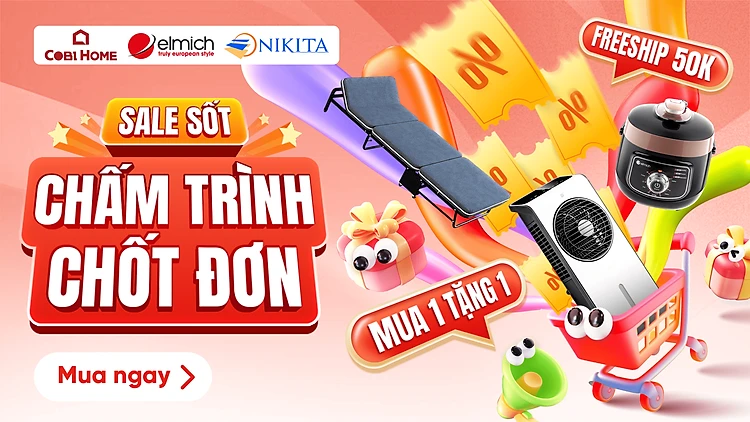 COBI HOME
elmich
truly european style
NIKITA
SALE SỐT
CHẤM TRÌNH
CHỐT ĐƠN
Mua ngay
FREESHIP 50K
MUA 1 TẶNG 1
%
%
%
%